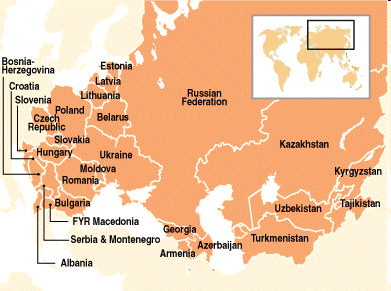 Bosnia-
Herzegovina
Croatia
Slovenia
Estonia
Latvia
Lithuania
Poland
Belarus
Czech
Republic
Slovakia
Hungary
Ukraine
Moldova
Romania
Bulgaria
FYR Macedonia
Serbia & Montenegro
Albania
Russian
Federation
Kazakhstan
Kyrgyzstan
Tajikistan
Uzbekistan
Turkmenistan
Georgia
Armenia
Azerbaijan